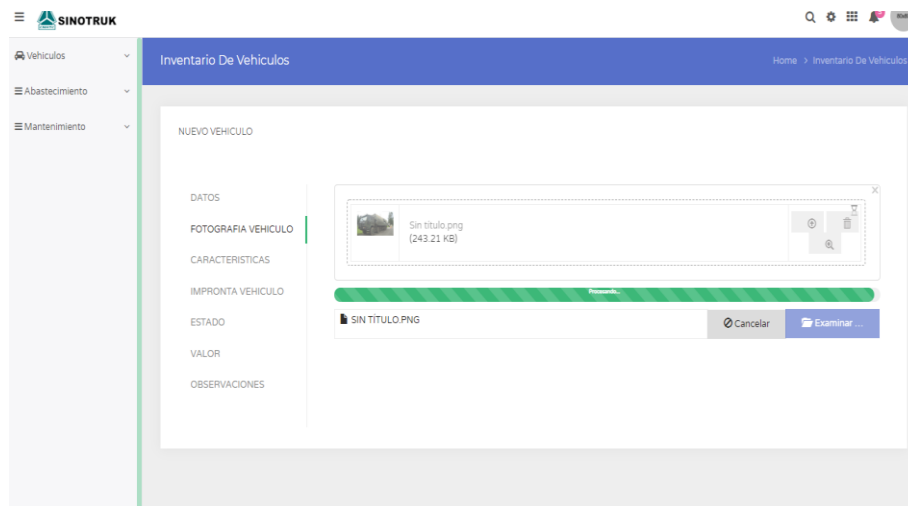 SINOTRUK
Vehiculos
Abastecimiento
Mantenimiento
Inventario De Vehiculos
Home > Inventario De Vehiculos
NUEVO VEHICULO
DATOS
FOTOGRAFIA VEHICULO
CARACTERISTICAS
IMPRONTA VEHICULO
ESTADO
VALOR
OBSERVACIONES
Sin título.png
(243.21 KB)
Procesando...
SIN TÍTULO.PNG
Cancelar
Examinar ...